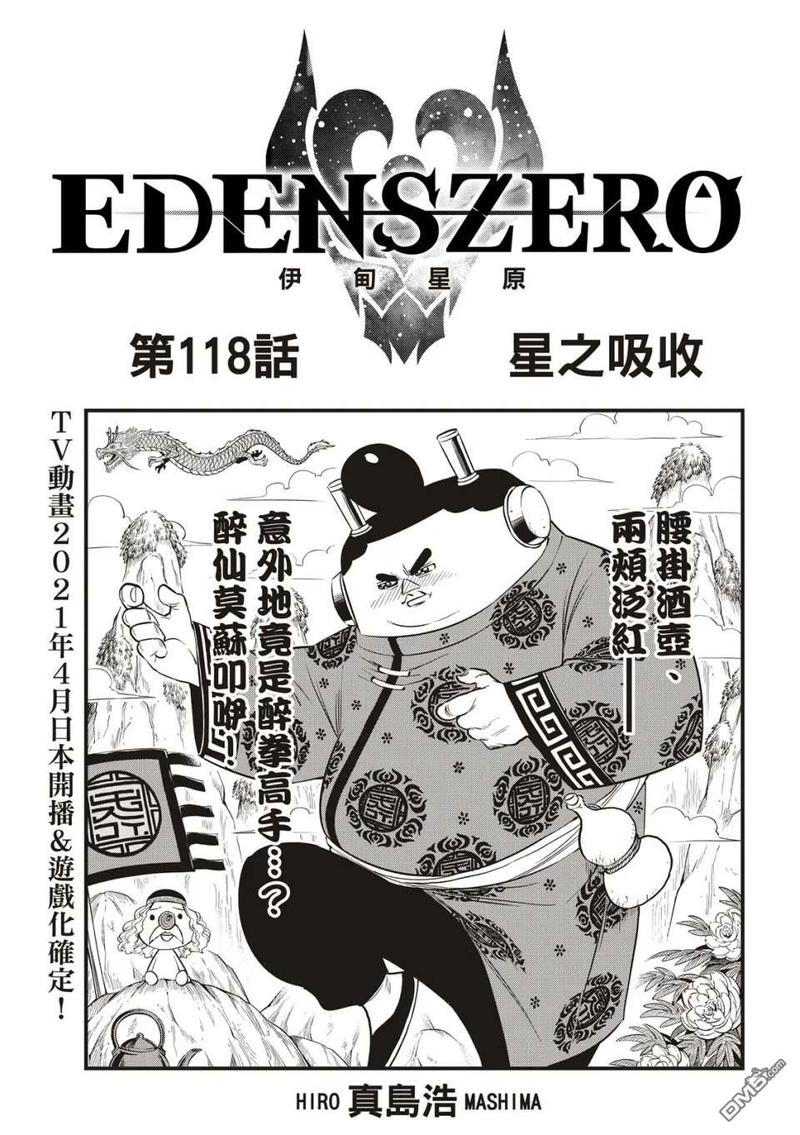 EDENSZERO
伊甸星原
第118話
星之吸收
腰掛酒壺、
兩頰泛紅——
意外地竟是醉拳高手…？
醉仙莫蘇叩咿！
TV動畫2021年4月日本開播&遊戲化確定！
HIRO 真島浩 MASHIMA
DM5.com